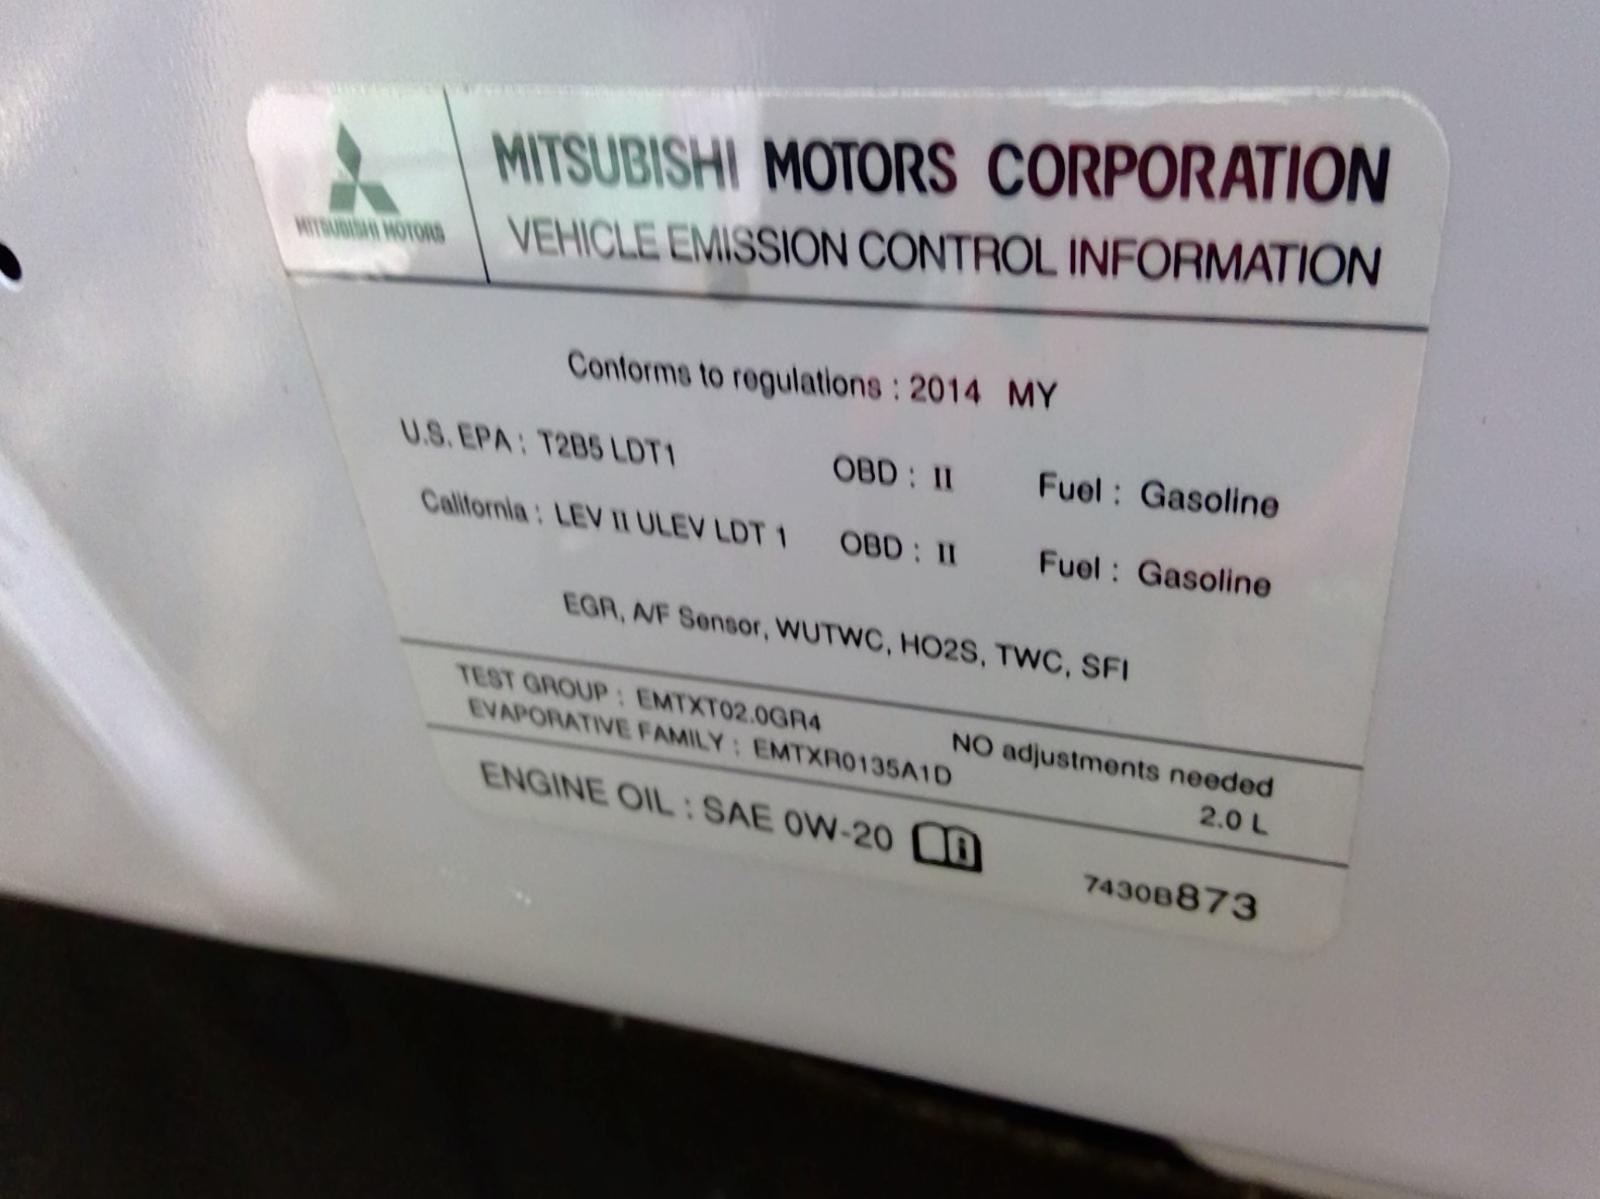 MITSUBISHI MOTORS
MITSUBISHI MOTORS CORPORATION
VEHICLE EMISSION CONTROL INFORMATION
Conforms to regulations : 2014 MY
U.S. EPA : T2B5 LDT1 OBD : II Fuel : Gasoline
California : LEV II ULEV LDT 1 OBD : II Fuel : Gasoline
EGR, A/F Sensor, WUTWC, HO2S, TWC, SFI
TEST GROUP : EMTXT02.0GR4 NO adjustments needed
EVAPORATIVE FAMILY : EMTXR0135A1D 2.0 L
ENGINE OIL : SAE 0W-20 7430B873